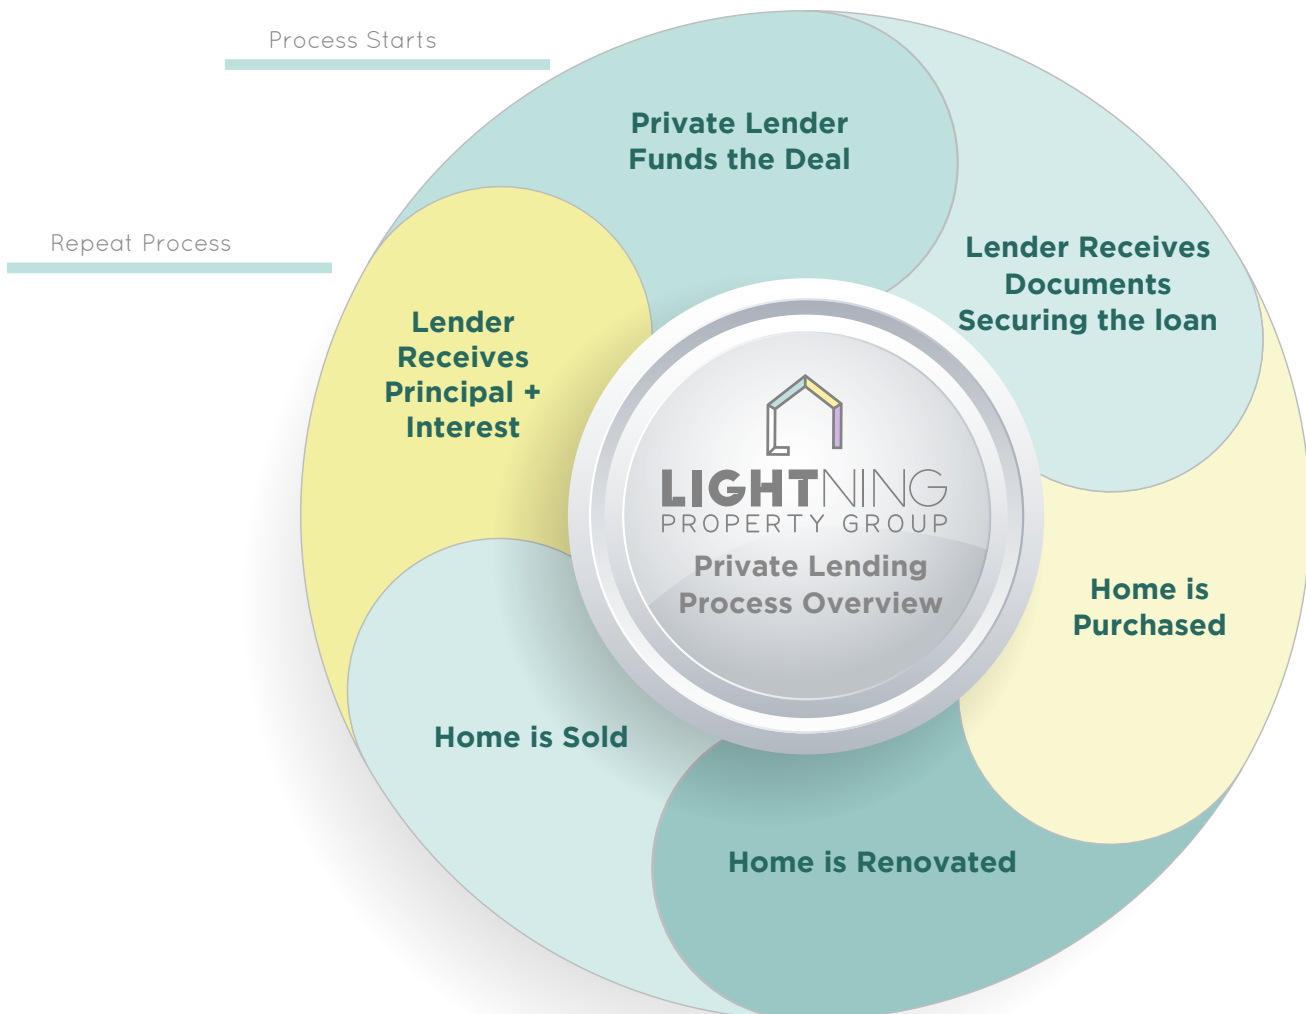 Process Starts
Private Lender
Funds the Deal
Lender Receives
Documents
Securing the loan
Repeat Process
Lender
Receives
Principal +
Interest
LIGHTNING
PROPERTY GROUP
Private Lending
Process Overview
Home is
Purchased
Home is Sold
Home is Renovated